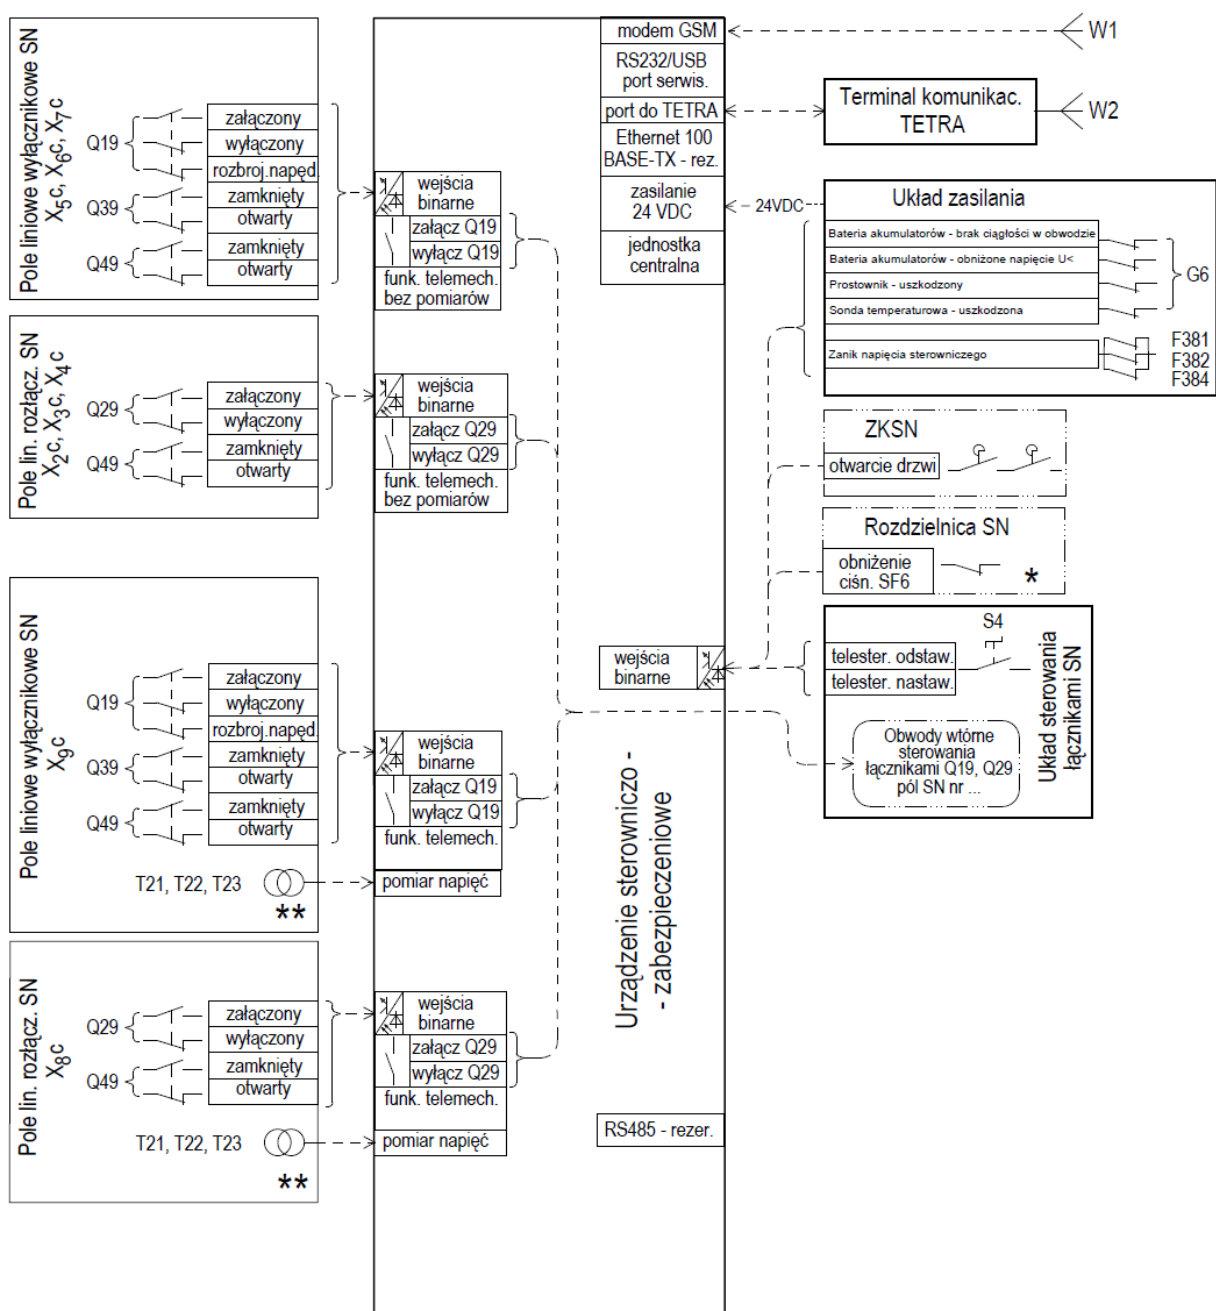 Pole liniowe wyłącznikowe SN
X5c, X6c, X7c
Q19
załączony
wyłączony
rozbroj.napęd.
Q39
zamknięty
otwarty
Q49
zamknięty
otwarty
wejścia
binarne
załącz Q19
wyłącz Q19
funk. telemech.
bez pomiarów
Pole lin. rozłącz. SN
X2c, X3c, X4c
Q29
załączony
wyłączony
Q49
zamknięty
otwarty
wejścia
binarne
załącz Q29
wyłącz Q29
funk. telemech.
bez pomiarów
Pole liniowe wyłącznikowe SN
X9c
Q19
załączony
wyłączony
rozbroj.napęd.
Q39
zamknięty
otwarty
Q49
zamknięty
otwarty
T21, T22, T23
**
wejścia
binarne
załącz Q19
wyłącz Q19
funk. telemech.
pomiar napięć
Pole lin. rozłącz. SN
X8c
Q29
załączony
wyłączony
Q49
zamknięty
otwarty
T21, T22, T23
**
wejścia
binarne
załącz Q29
wyłącz Q29
funk. telemech.
pomiar napięć
modem GSM
RS232/USB
port serwis.
port do TETRA
Ethernet 100
BASE-TX - rez.
zasilanie
24 VDC
jednostka
centralna
wejścia
binarne
Urządzenie sterowniczo -
- zabezpieczeniowe
RS485 - rezer.
W1
Terminal komunikac.
TETRA
W2
24VDC
Układ zasilania
Bateria akumulatorów - brak ciągłości w obwodzie
Bateria akumulatorów - obniżone napięcie U<
Prostownik - uszkodzony
Sonda temperaturowa - uszkodzona
G6
Zanik napięcia sterowniczego
F381
F382
F384
ZKSN
otwarcie drzwi
Rozdzielnica SN
obniżenie
ciśn. SF6
*
S4
telester. odstaw.
telester. nastaw.
Układ sterowania
łącznikami SN
Obwody wtórne
sterowania
łącznikami Q19, Q29
pól SN nr ...